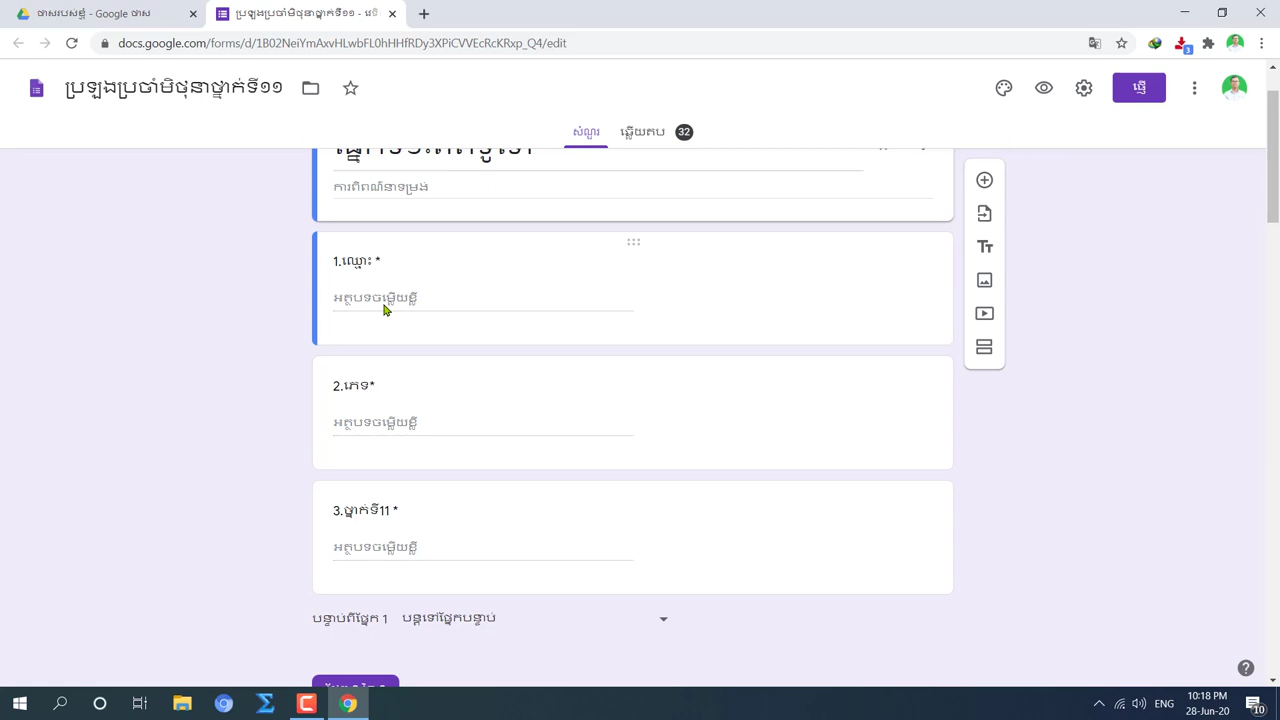 ថាសរបស់ខ្ញុំ - Google ថាស
ប្រឡងប្រចាំមិថុនាថ្នាក់ទី១១ - ទេ
docs.google.com/forms/d/1B02NeiYmAxvHLwbFL0hHHfRDy3XPiCVVEcRcKRxp_Q4/edit
ប្រឡងប្រចាំមិថុនាថ្នាក់ទី១១
ផ្ញើ
សំណួរ
ឆ្លើយតប 32
ការពិពណ៌នាទម្រង់
1.ឈ្មោះ *
អត្ថបទចម្លើយខ្លី
2.ភេទ*
អត្ថបទចម្លើយខ្លី
3.ថ្នាក់ទី11 *
អត្ថបទចម្លើយខ្លី
បន្ទាប់ពីផ្នែក 1 បន្តទៅផ្នែកបន្ទាប់
ENG
10:18 PM
28-Jun-20
10